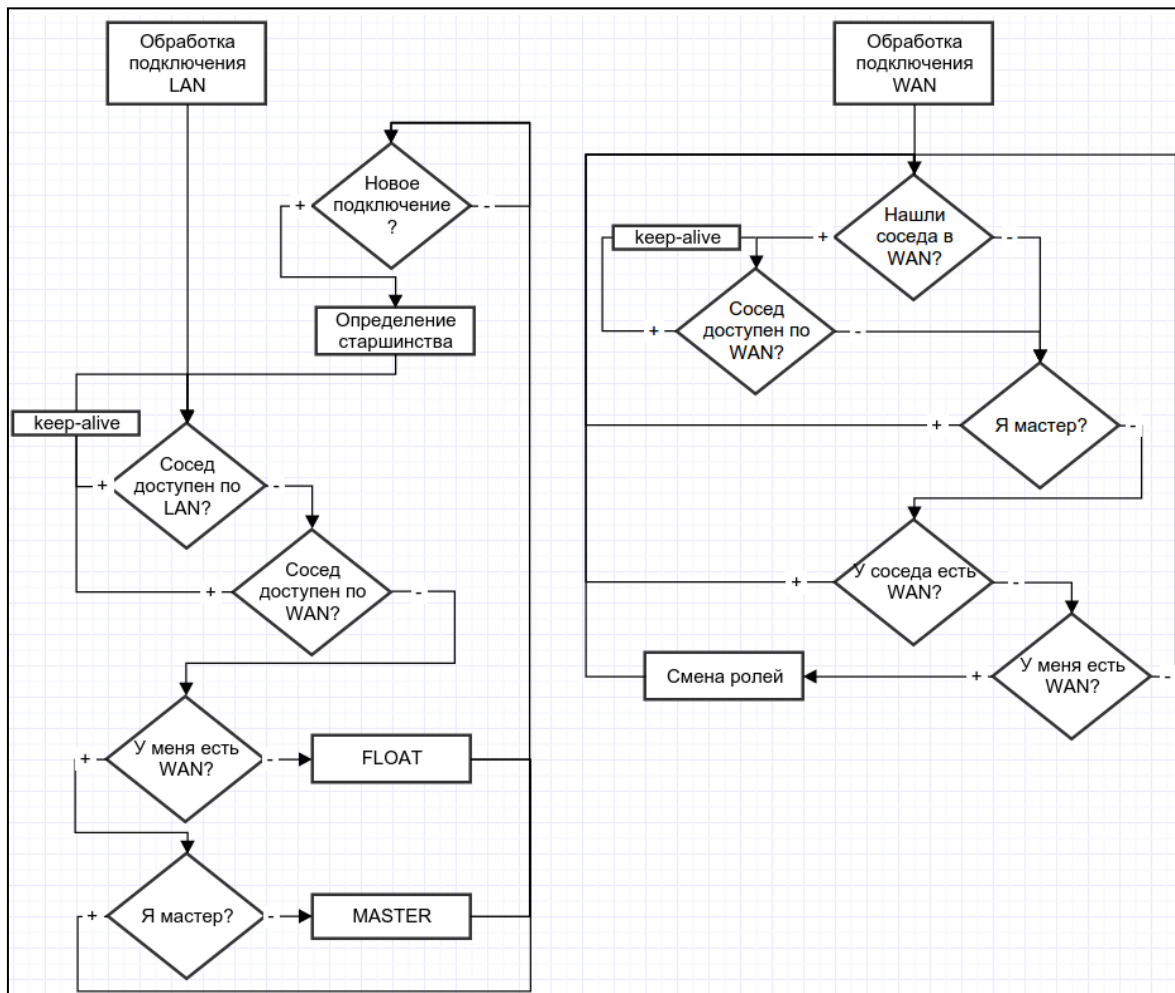 Обработка
подключения
LAN
Новое
подключение
?
+
-
Определение
старшинства
keep-alive
Сосед
доступен по
LAN?
+
-
Сосед
доступен по
WAN?
+
-
У меня есть
WAN?
+
-
FLOAT
Я мастер?
+
-
MASTER
Обработка
подключения
WAN
Нашли
соседа в
WAN?
+
-
keep-alive
Сосед
доступен по
WAN?
+
-
Я мастер?
+
-
У соседа есть
WAN?
+
-
У меня есть
WAN?
+
-
Смена ролей